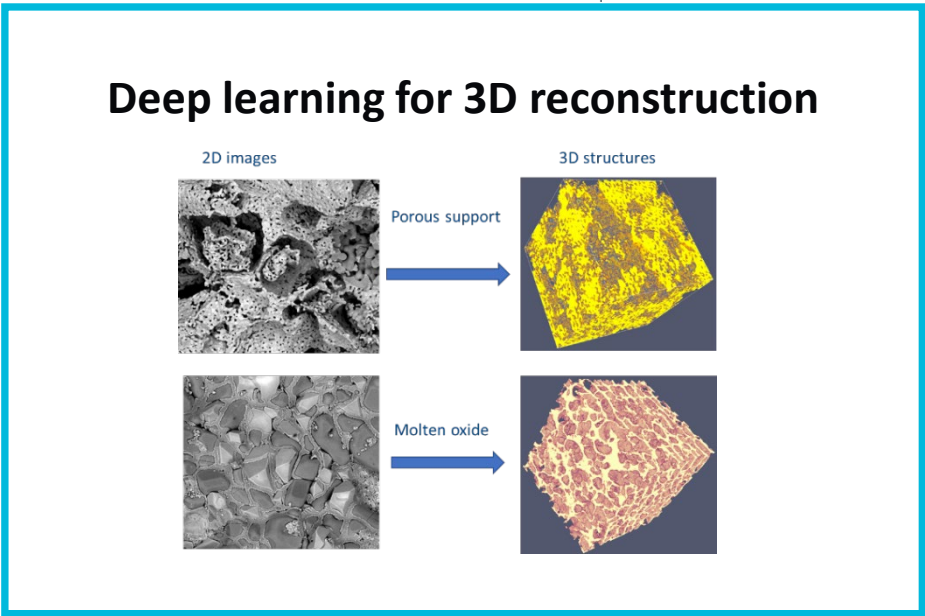 Deep learning for 3D reconstruction
2D images
3D structures
Porous support
Molten oxide